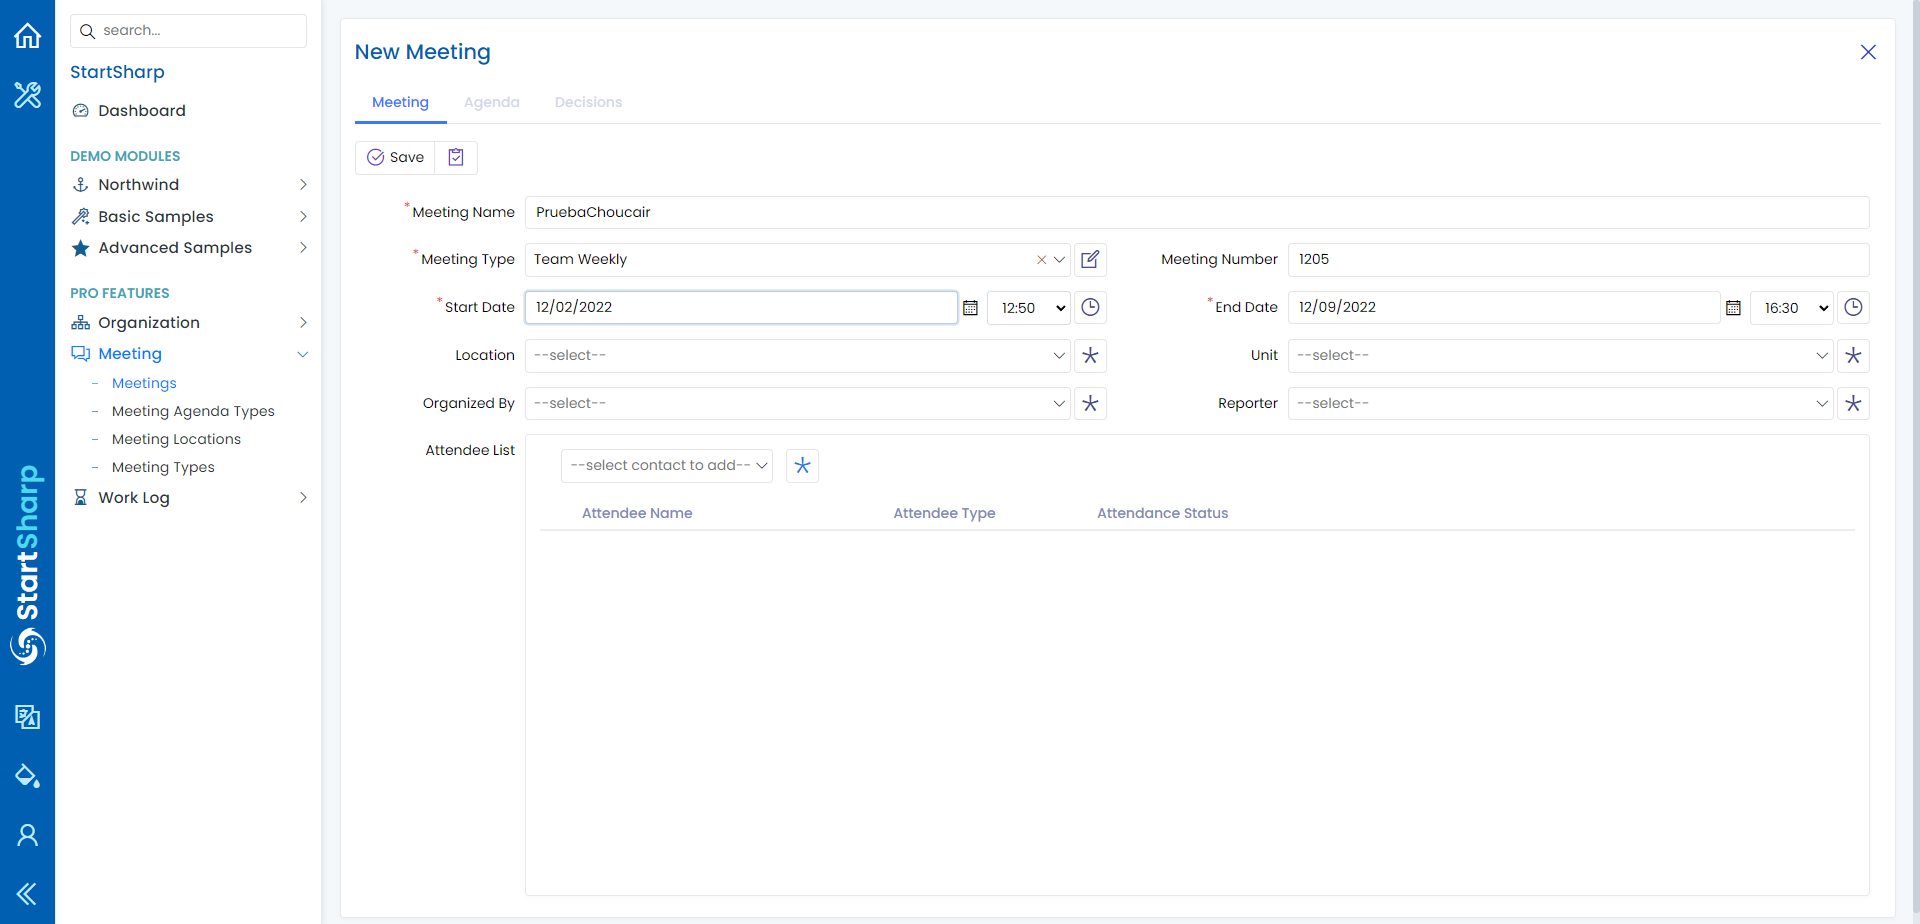 search...
StartSharp
Dashboard
DEMO MODULES
Northwind
Basic Samples
Advanced Samples
PRO FEATURES
Organization
Meeting
- Meetings
- Meeting Agenda Types
- Meeting Locations
- Meeting Types
Work Log
StartSharp
New Meeting
Meeting Agenda Decisions
Save
*Meeting Name PruebaChoucair
*Meeting Type Team Weekly Meeting Number 1205
*Start Date 12/02/2022 12:50 *End Date 12/09/2022 16:30
Location --select-- Unit --select--
Organized By --select-- Reporter --select--
Attendee List
--select contact to add--
Attendee Name Attendee Type Attendance Status